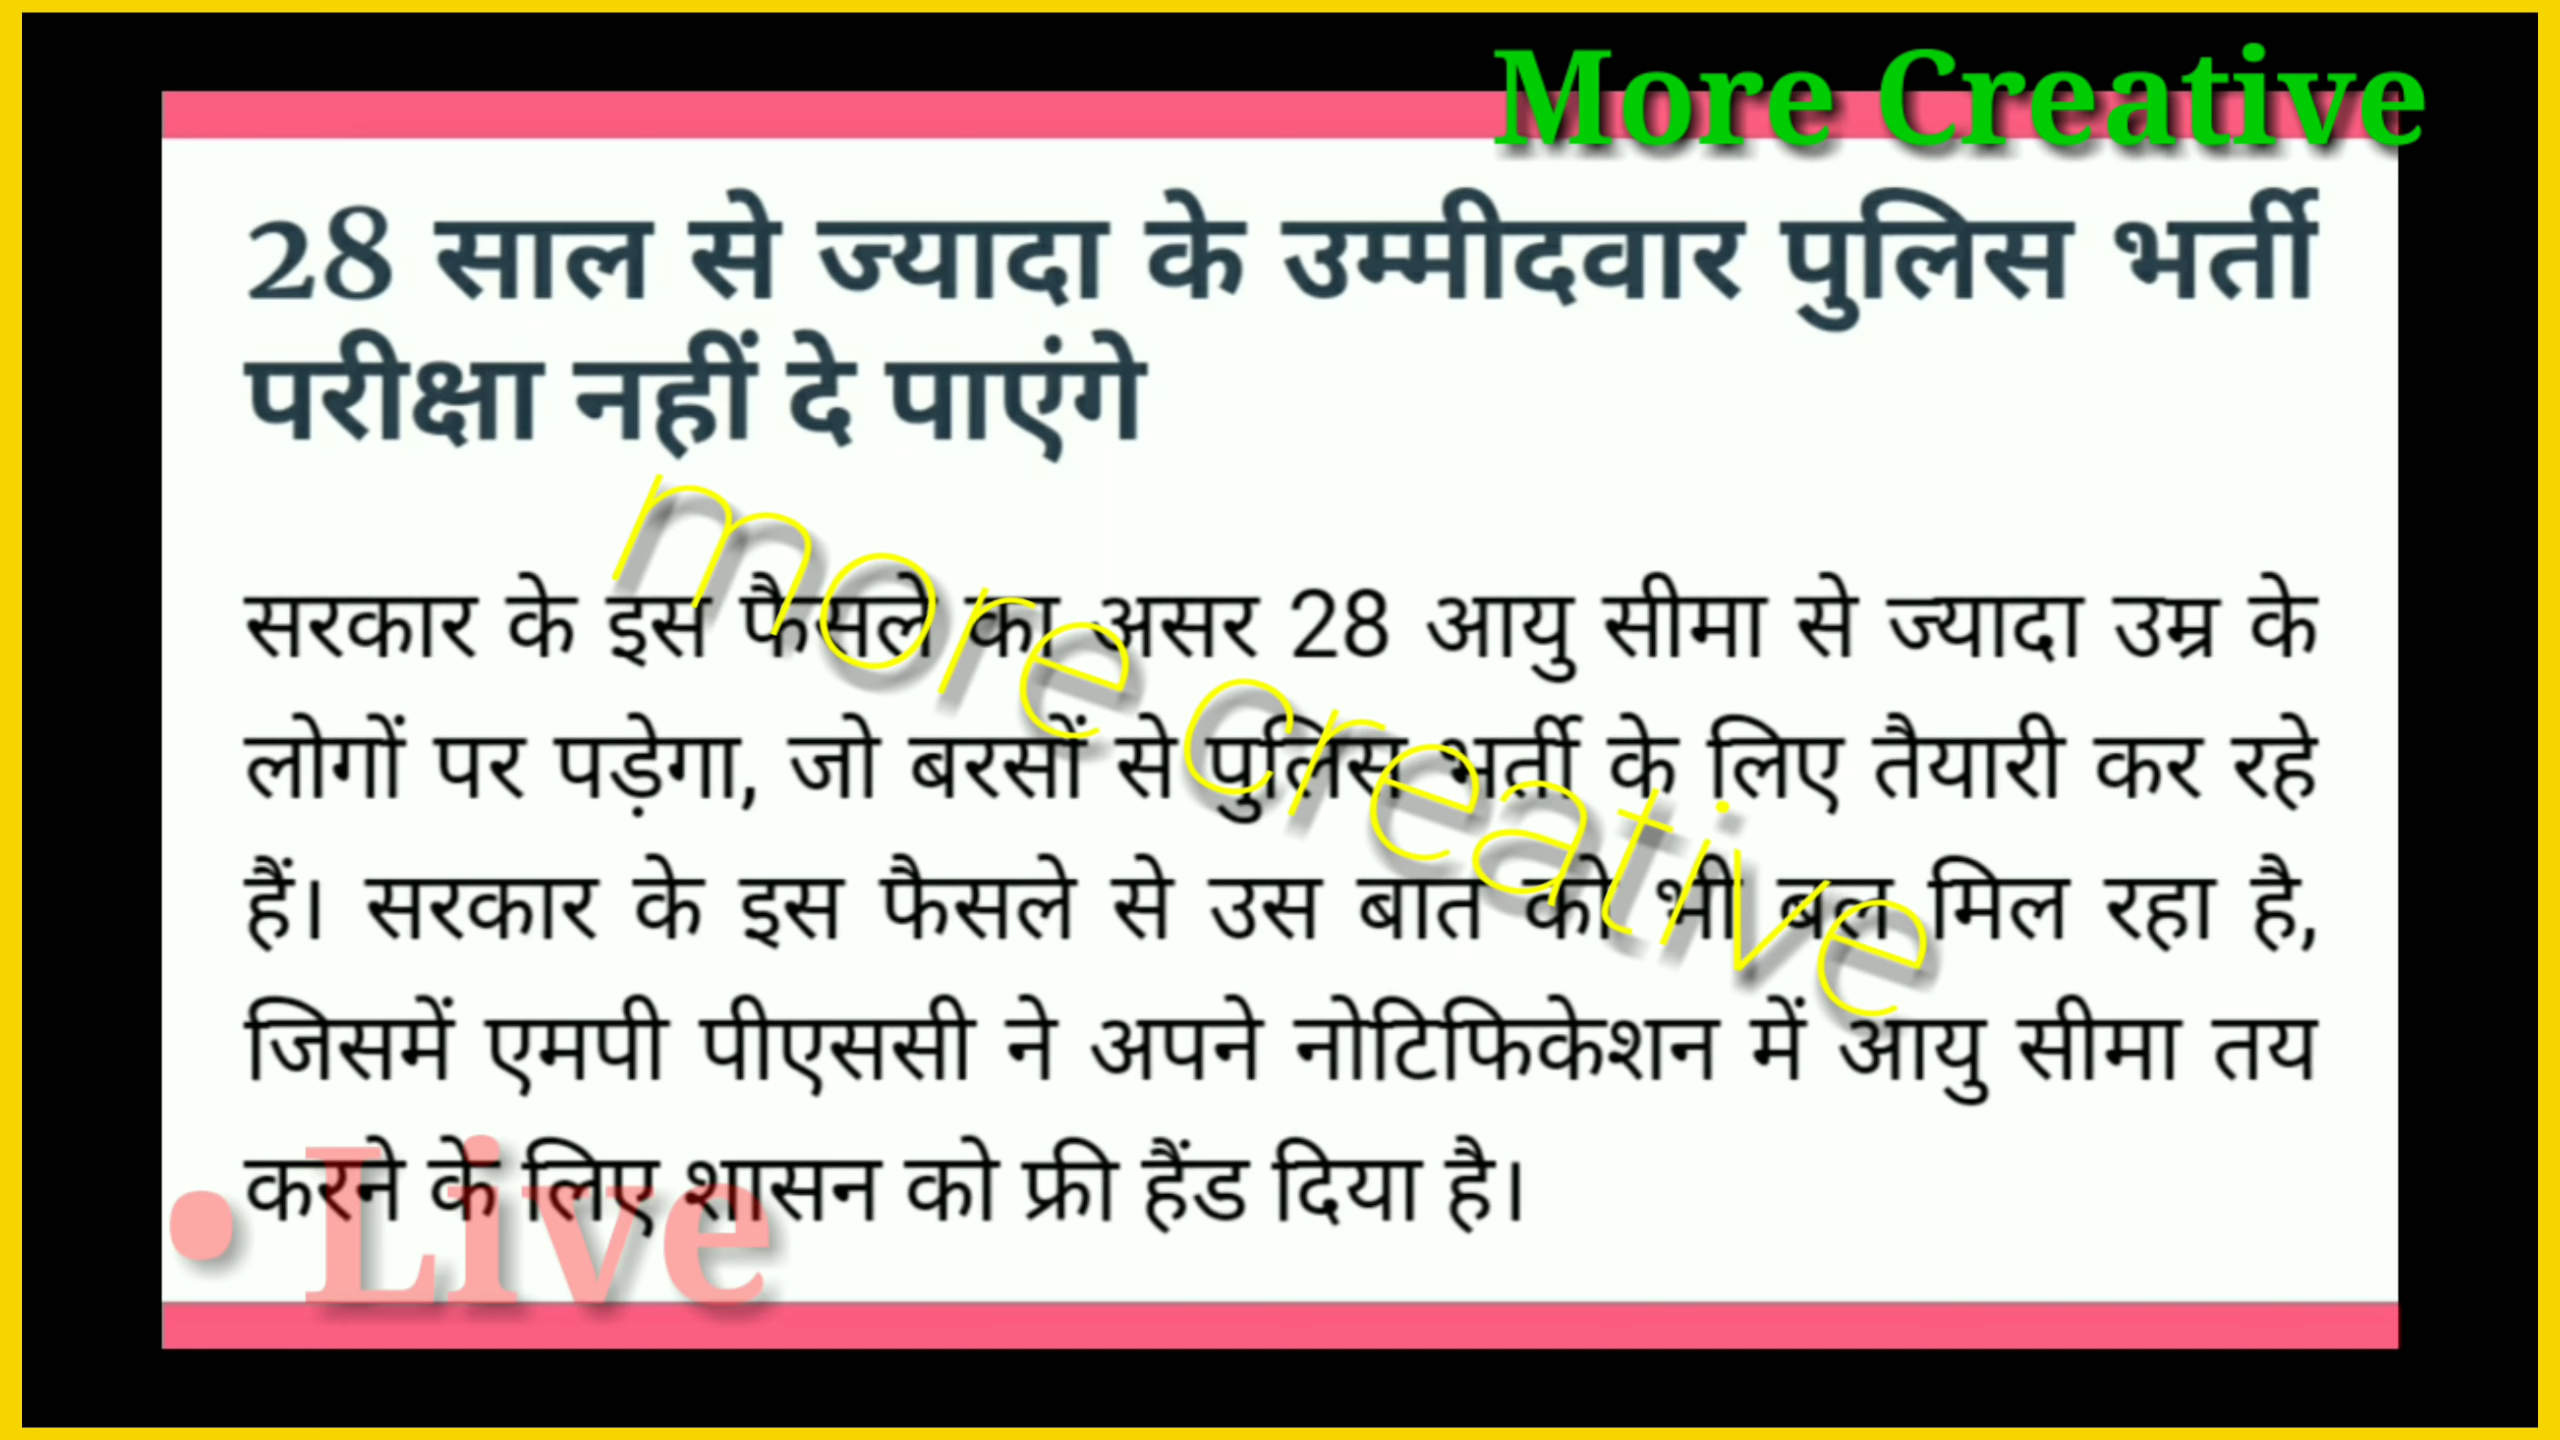 More Creative
28 साल से ज्यादा के उम्मीदवार पुलिस भर्ती
परीक्षा नहीं दे पाएंगे
more creative
सरकार के इस फैसले का असर 28 आयु सीमा से ज्यादा उम्र के
लोगों पर पड़ेगा, जो बरसों से पुलिस भर्ती के लिए तैयारी कर रहे
हैं। सरकार के इस फैसले से उस बात को भी बल मिल रहा है,
जिसमें एमपी पीएससी ने अपने नोटिफिकेशन में आयु सीमा तय
करने के लिए शासन को फ्री हैंड दिया है।
• Live